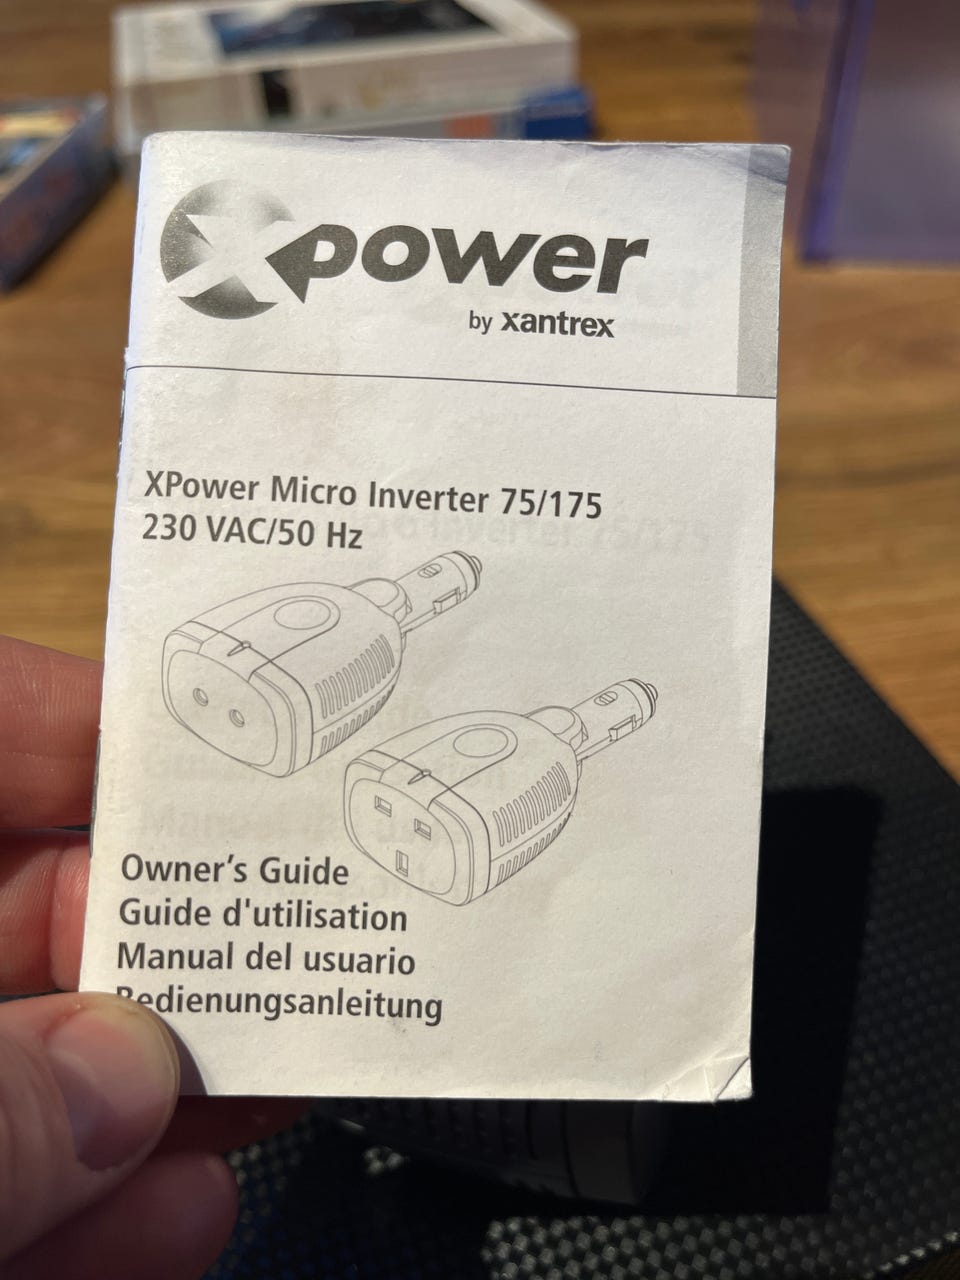 Xpower
by xantrex
XPower Micro Inverter 75/175
230 VAC/50 Hz
Owner's Guide
Guide d'utilisation
Manual del usuario
Bedienungsanleitung